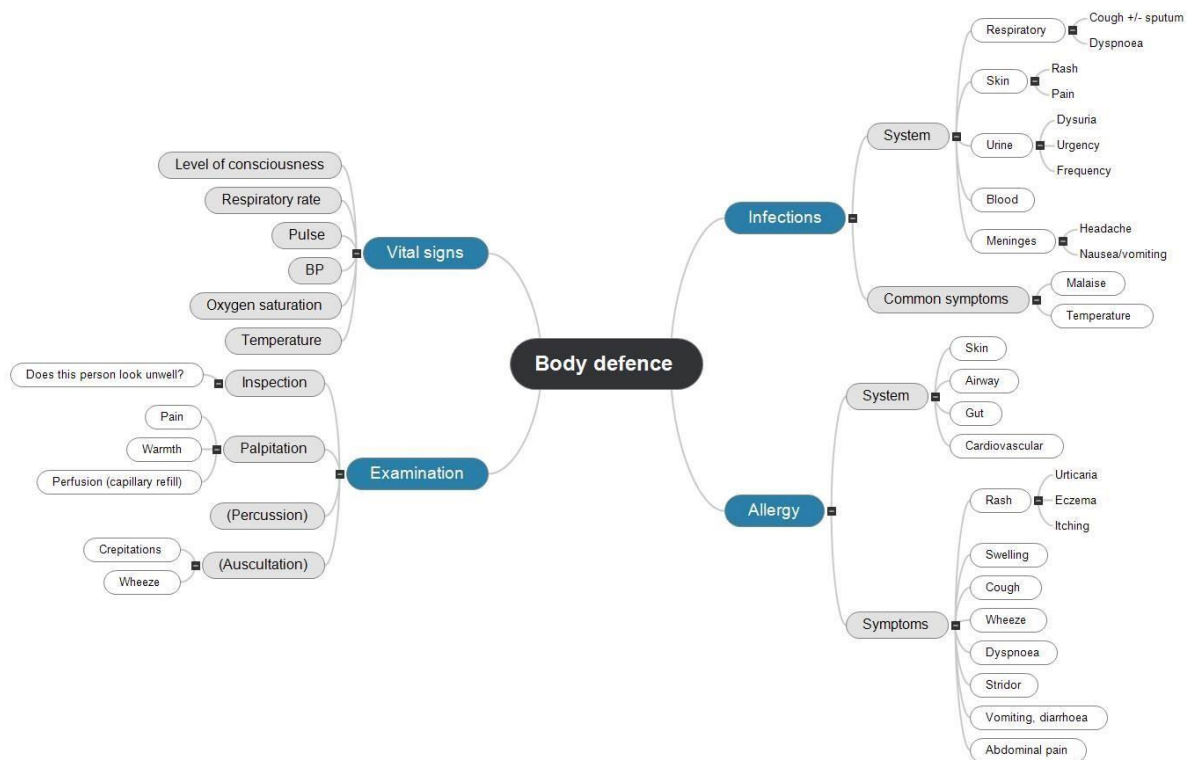 Body defence
Vital signs
Level of consciousness
Respiratory rate
Pulse
BP
Oxygen saturation
Temperature
Examination
Inspection
Does this person look unwell?
Palpitation
Pain
Warmth
Perfusion (capillary refill)
(Percussion)
(Auscultation)
Crepitations
Wheeze
Infections
System
Respiratory
Cough +/- sputum
Dyspnoea
Skin
Rash
Pain
Urine
Dysuria
Urgency
Frequency
Blood
Meninges
Headache
Nausea/vomiting
Common symptoms
Malaise
Temperature
Allergy
System
Skin
Airway
Gut
Cardiovascular
Symptoms
Rash
Urticaria
Eczema
Itching
Swelling
Cough
Wheeze
Dyspnoea
Stridor
Vomiting, diarrhoea
Abdominal pain